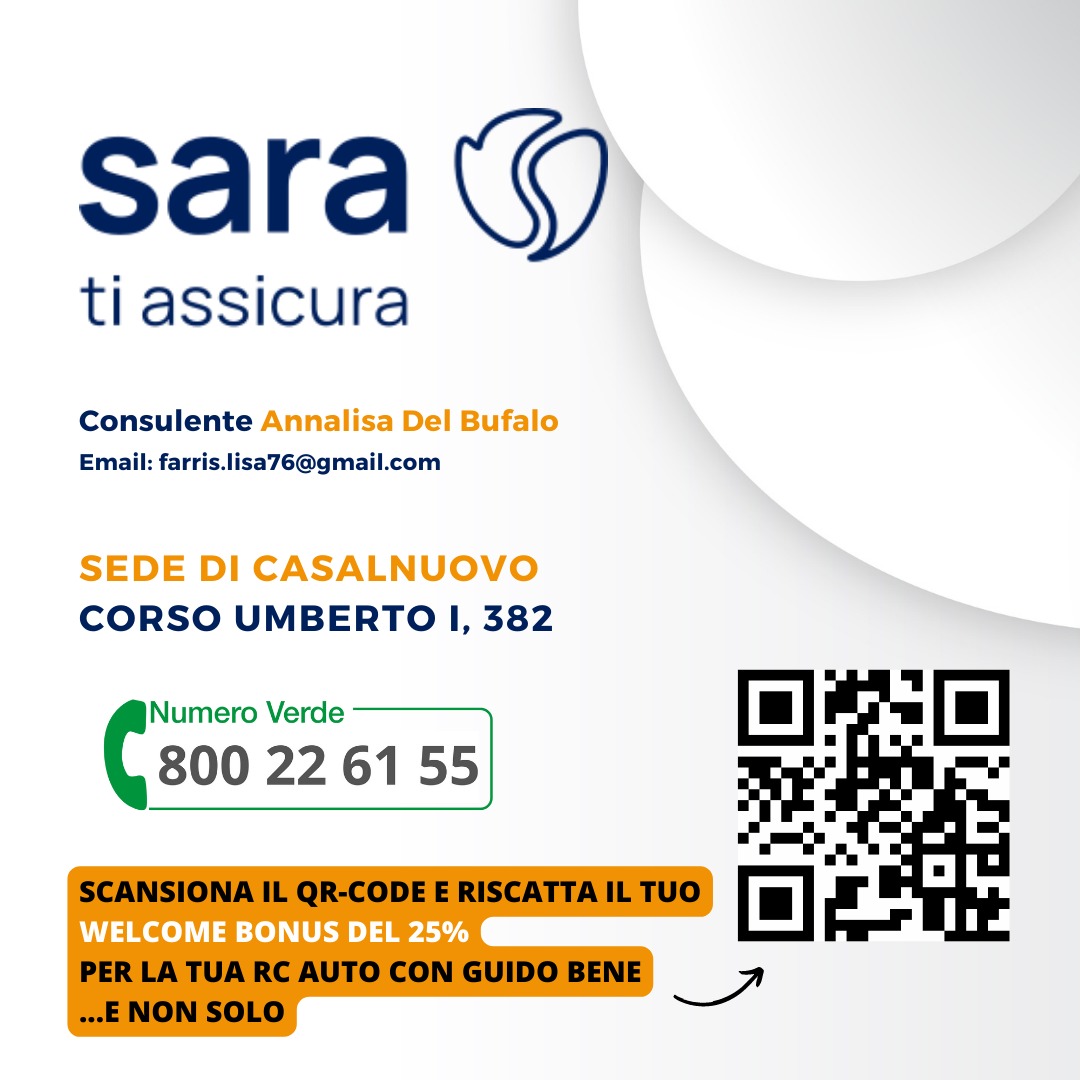 sara
ti assicura
Consulente Annalisa Del Bufalo
Email: farris.lisa76@gmail.com
SEDE DI CASALNUOVO
CORSO UMBERTO I, 382
Numero Verde
800 22 61 55
SCANSIONA IL QR-CODE E RISCATTA IL TUO
WELCOME BONUS DEL 25%
PER LA TUA RC AUTO CON GUIDO BENE
...E NON SOLO